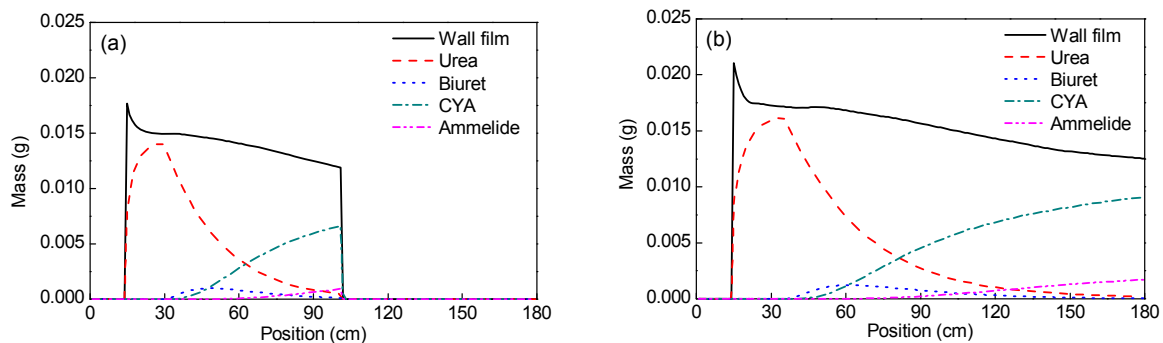 0.025
0.020
0.015
0.010
0.005
0.000
Mass (g)
(a)
Wall film
Urea
Biuret
CYA
Ammelide
0 30 60 90 120 150 180
Position (cm)
0.025
0.020
0.015
0.010
0.005
0.000
Mass (g)
(b)
Wall film
Urea
Biuret
CYA
Ammelide
0 30 60 90 120 150 180
Position (cm)